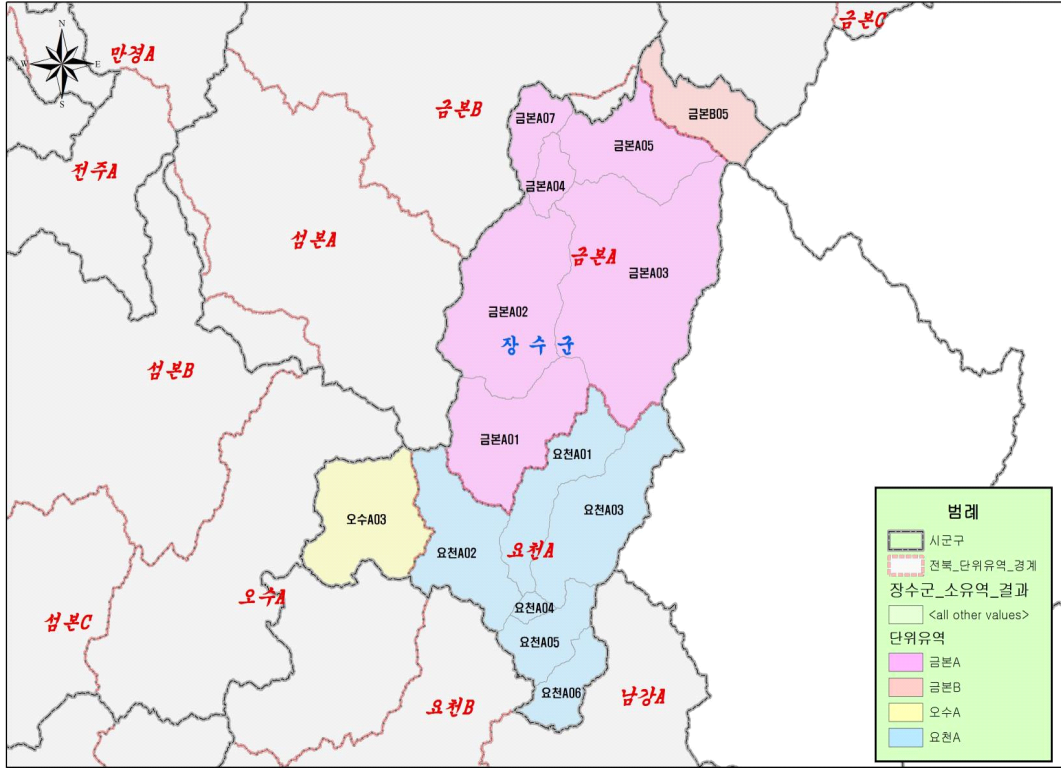 금본C
N
W
E
S
만경A
금본B
금본A07
금본B05
금본A05
전주A
금본A04
섬본A
금본A
금본A03
금본A02
장 수 군
섬본B
금본A01
요천A01
오수A03
요천A03
요천A02
요천A
오수A
요천A04
섬본C
요천A05
요천A06
요천B
남강A
범례
시군구
전북_단위유역_경계
장수군_소유역_결과
<all other values>
단위유역
금본A
금본B
오수A
요천A